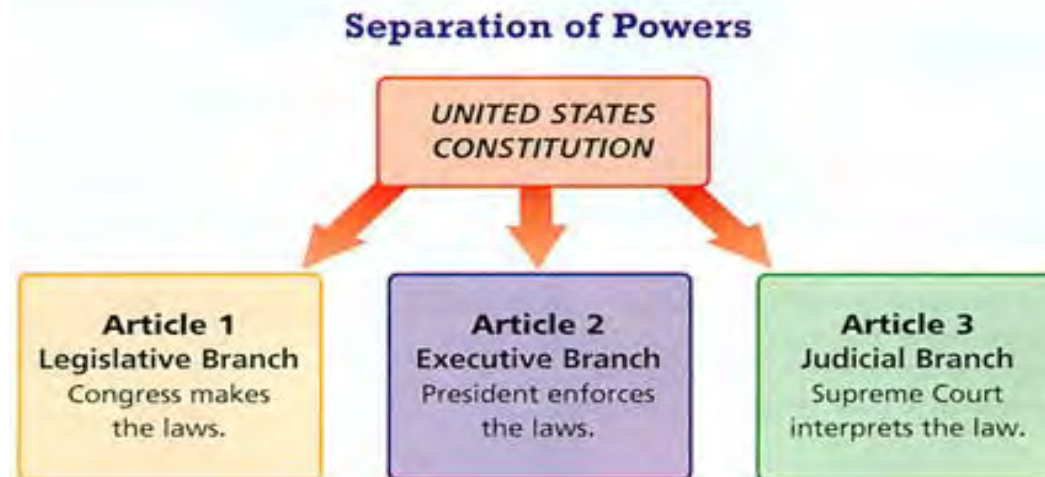 Separation of Powers
UNITED STATES
CONSTITUTION
Article 1
Legislative Branch
Congress makes
the laws.
Article 2
Executive Branch
President enforces
the laws.
Article 3
Judicial Branch
Supreme Court
interprets the law.